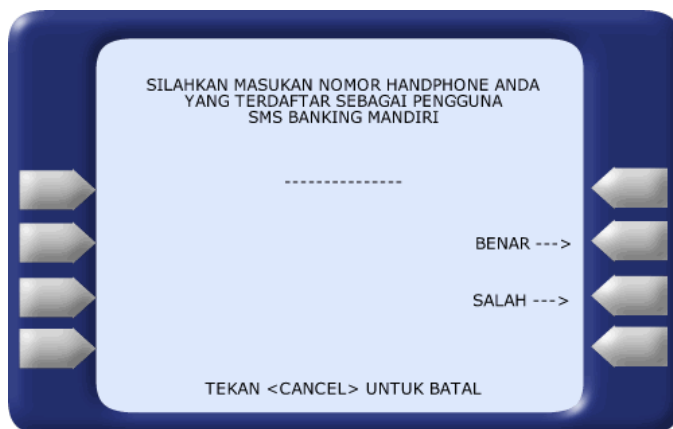 SILAHKAN MASUKAN NOMOR HANDPHONE ANDA
YANG TERDAFTAR SEBAGAI PENGGUNA
SMS BANKING MANDIRI
---------------
BENAR --->
SALAH --->
TEKAN <CANCEL> UNTUK BATAL